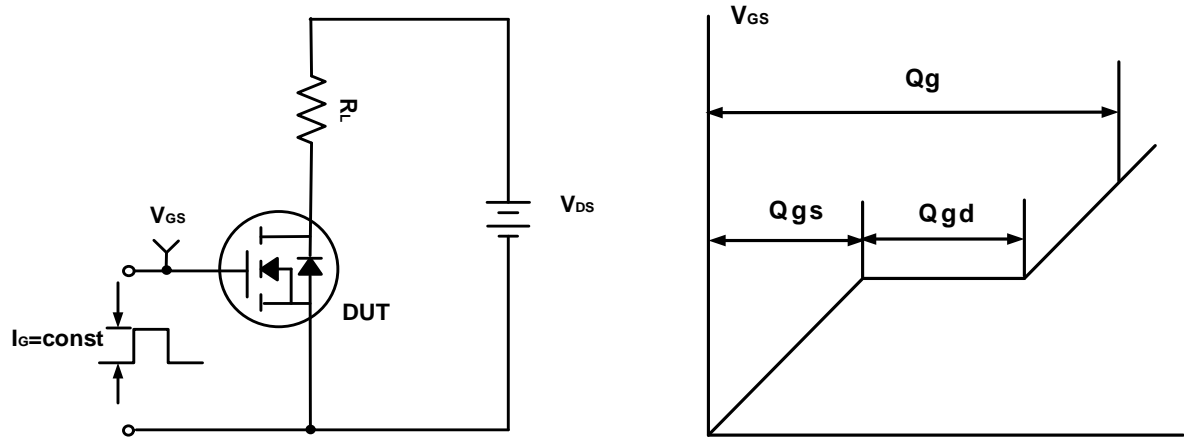 RL
VGS
VDS
DUT
IG=const
VGS
Qg
Qgs
Qgd